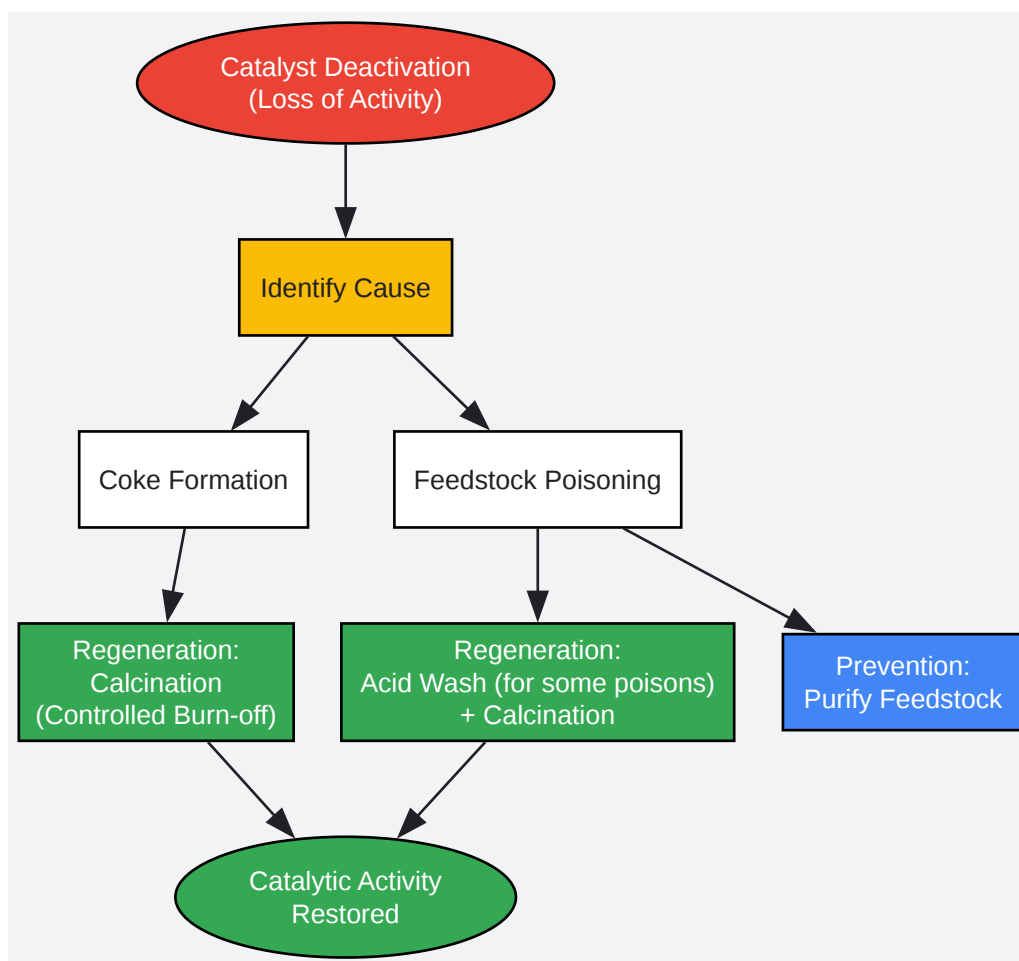 Catalyst Deactivation
(Loss of Activity)
Identify Cause
Coke Formation
Feedstock Poisoning
Regeneration:
Calcination
(Controlled Burn-off)
Regeneration:
Acid Wash (for some poisons)
+ Calcination
Prevention:
Purify Feedstock
Catalytic Activity
Restored